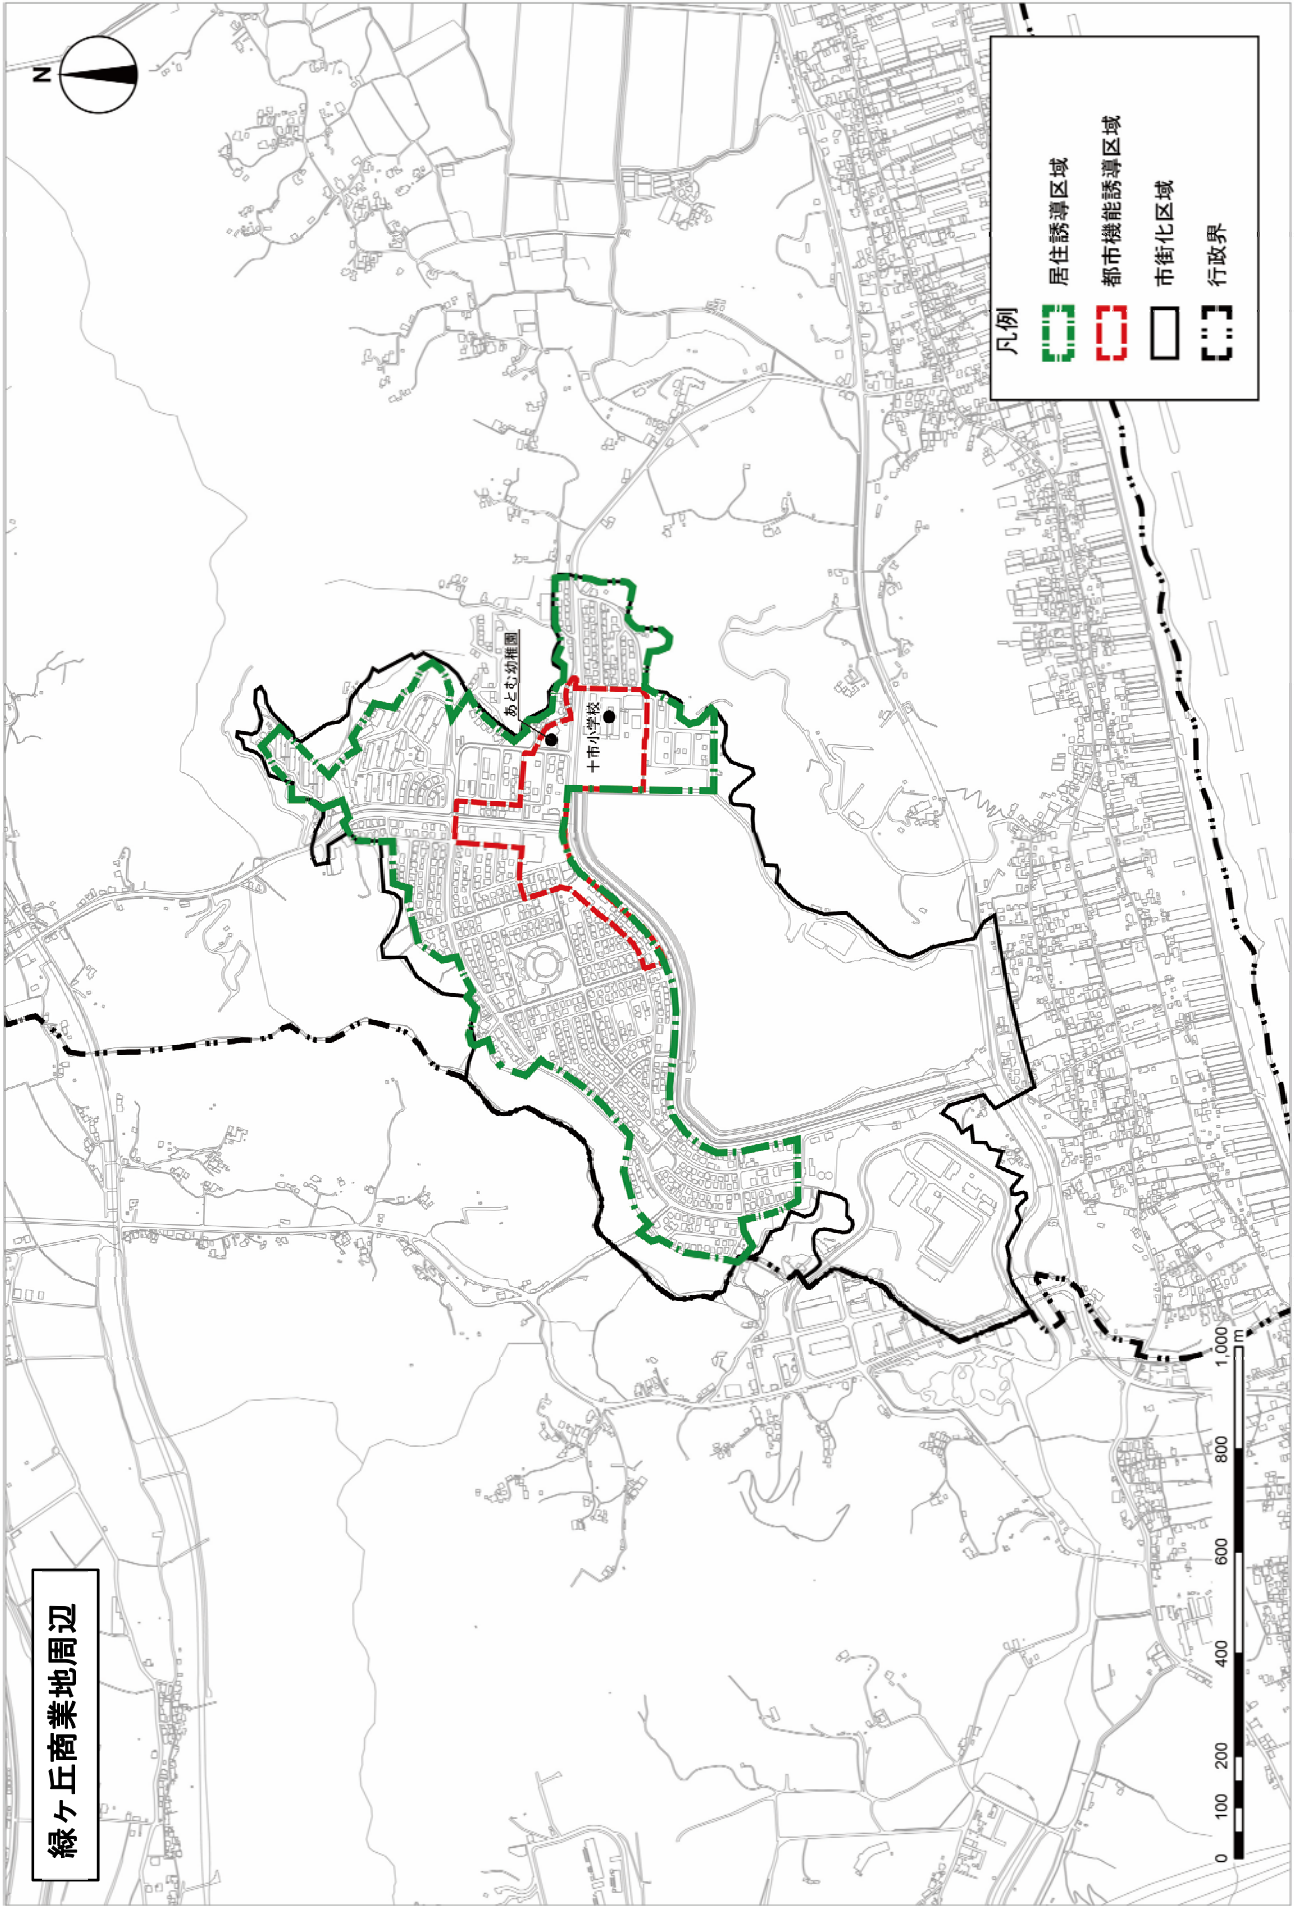 緑ヶ丘商業地周辺
N
あとむ幼稚園
十市小学校
凡例
居住誘導区域
都市機能誘導区域
市街化区域
行政界
0 100 200 400 600 800 1,000
m